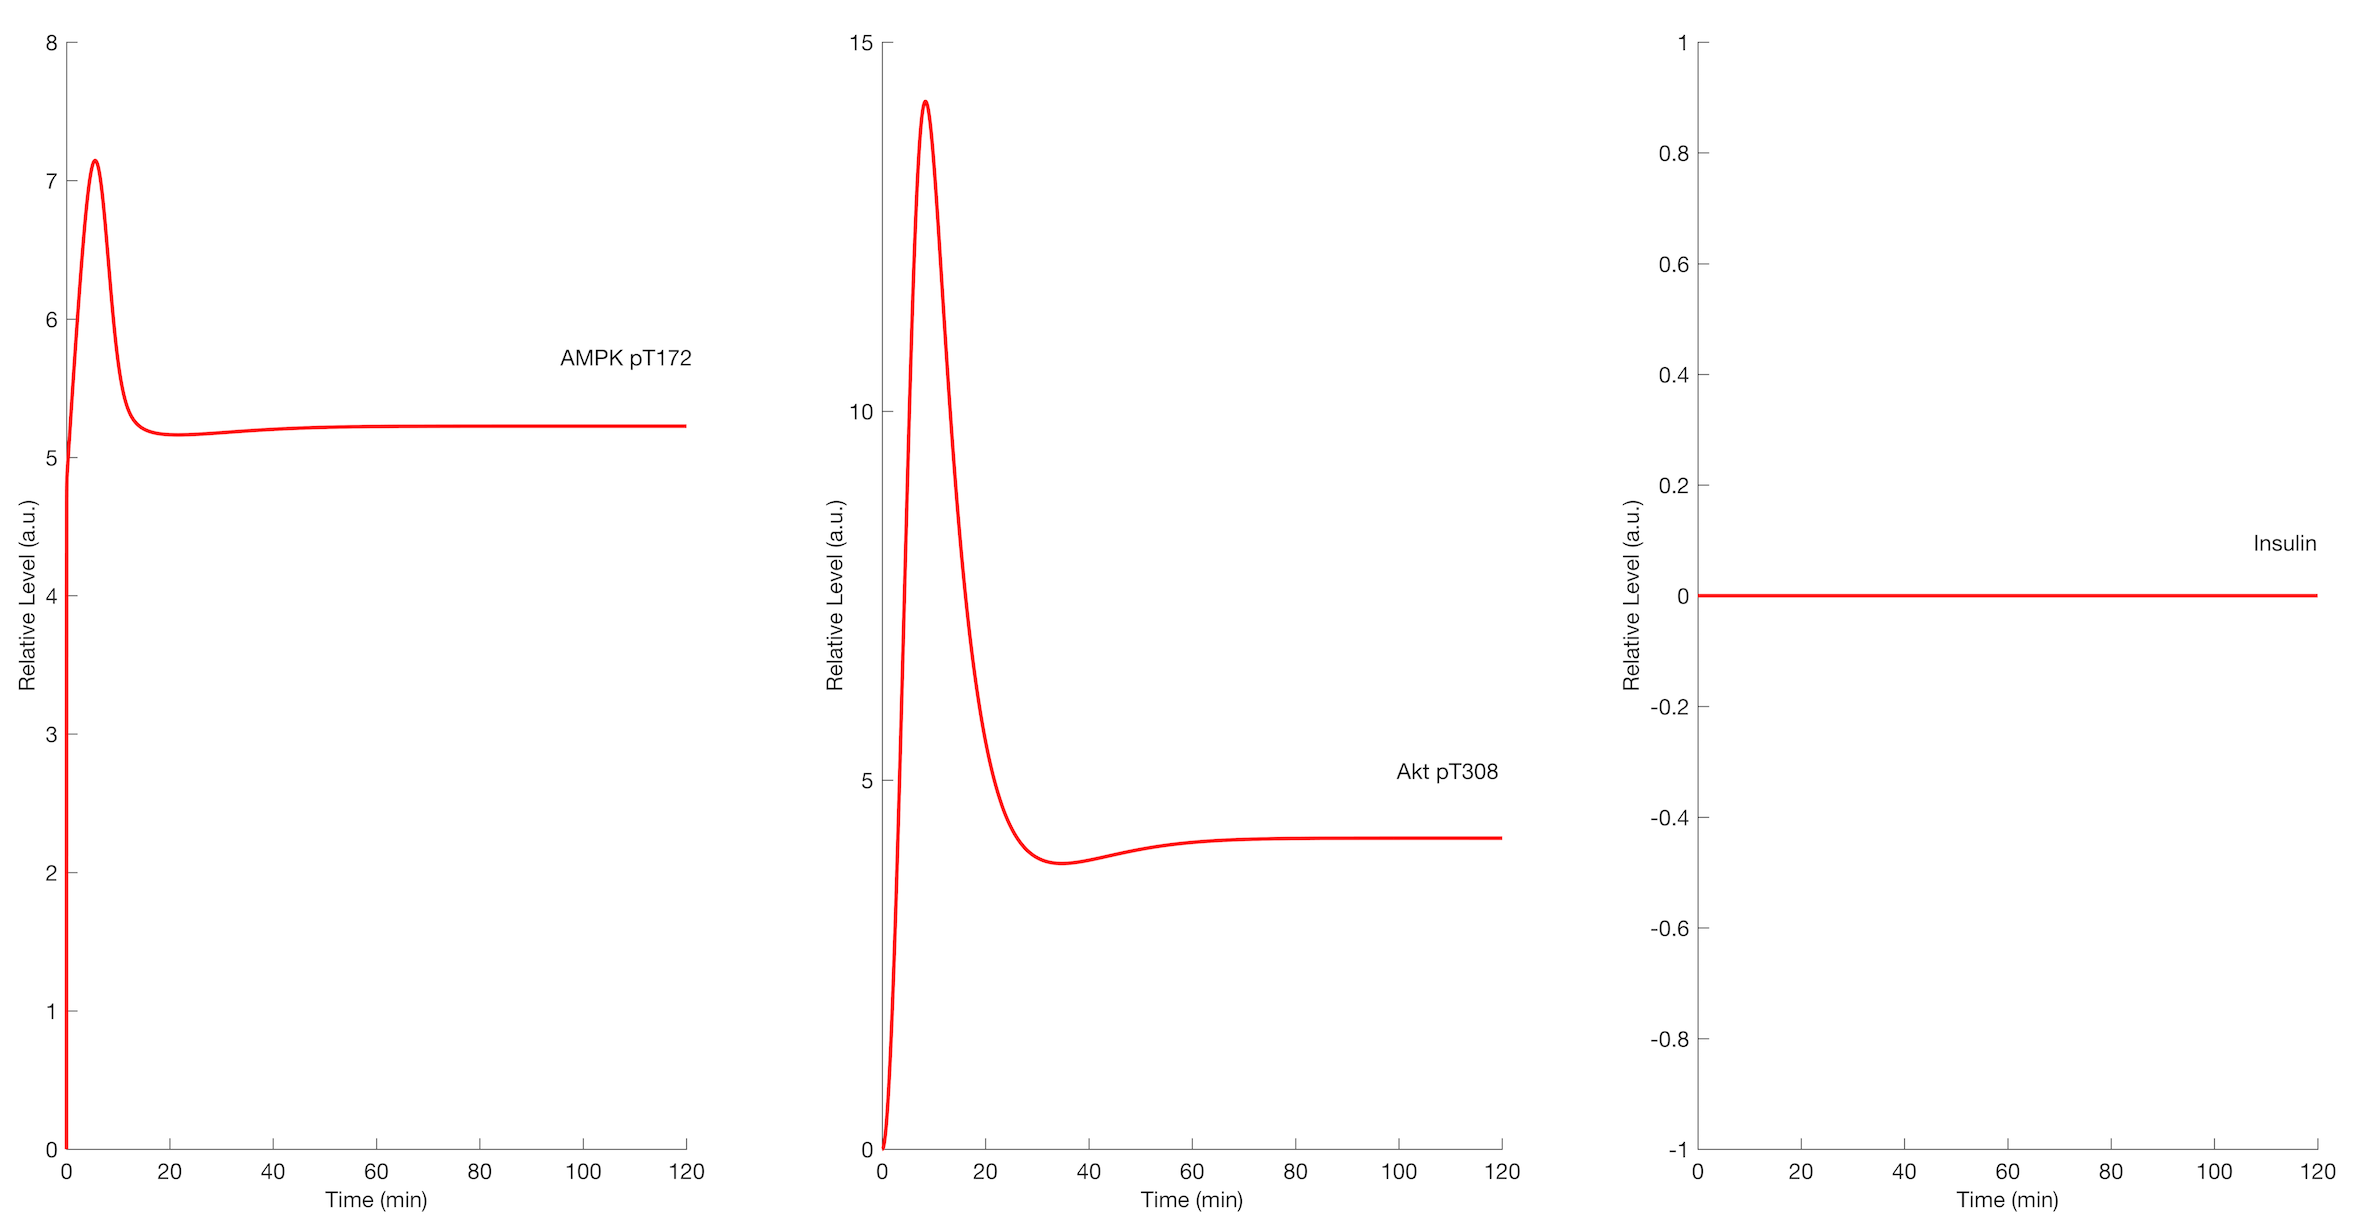 8
7
6
5
4
3
2
1
0
Relative Level (a.u.)
AMPK pT172
0 20 40 60 80 100 120
Time (min)
15
10
5
0
Relative Level (a.u.)
Akt pT308
0 20 40 60 80 100 120
Time (min)
1
0.8
0.6
0.4
0.2
0
-0.2
-0.4
-0.6
-0.8
-1
Relative Level (a.u.)
Insulin
0 20 40 60 80 100 120
Time (min)